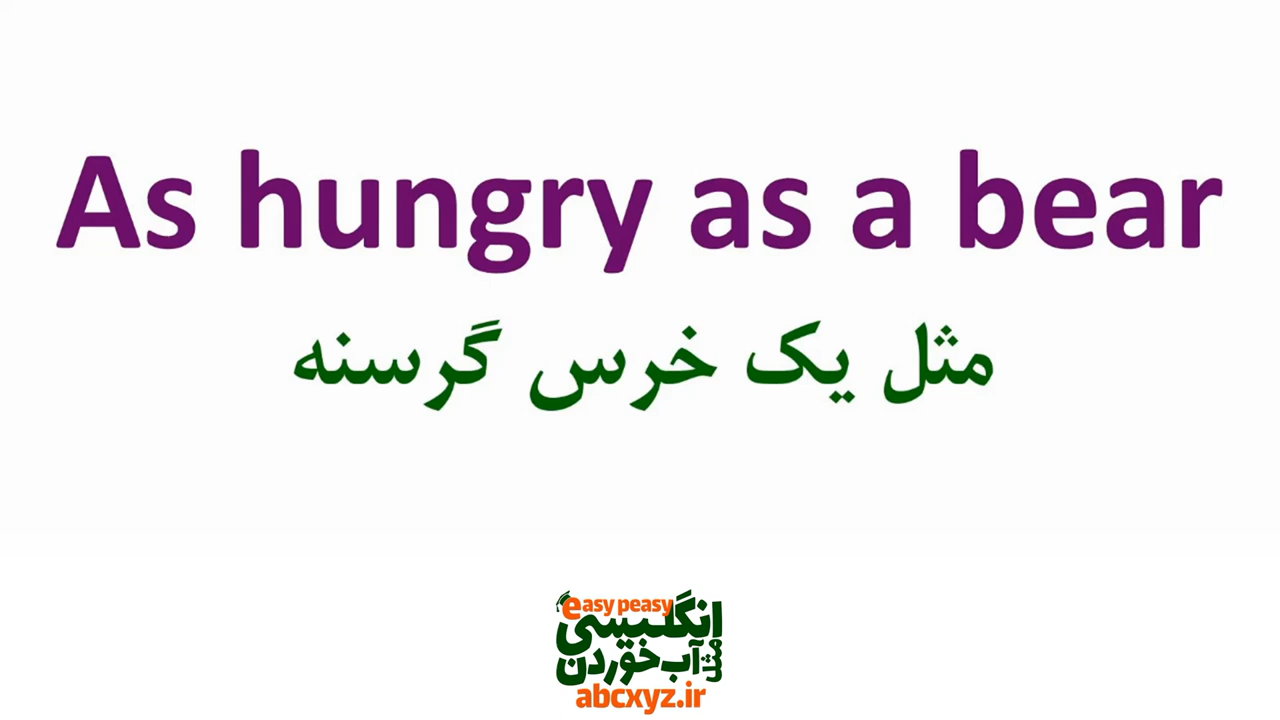 As hungry as a bear
مثل یک خرس گرسنه
easy peasy
انگلیسی
مثل آب خوردن
abcxyz.ir